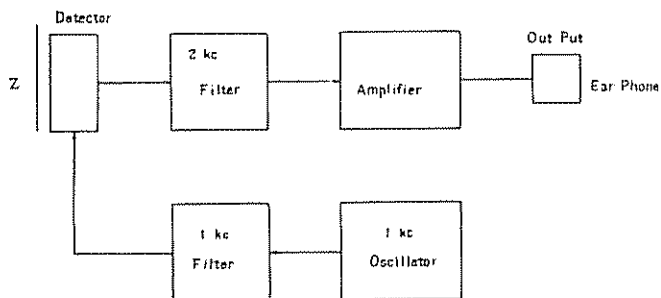 Detector
Z
2 kc
Filter
Amplifier
Out Put
Ear Phone
1 kc
Filter
1 kc
Oscillator